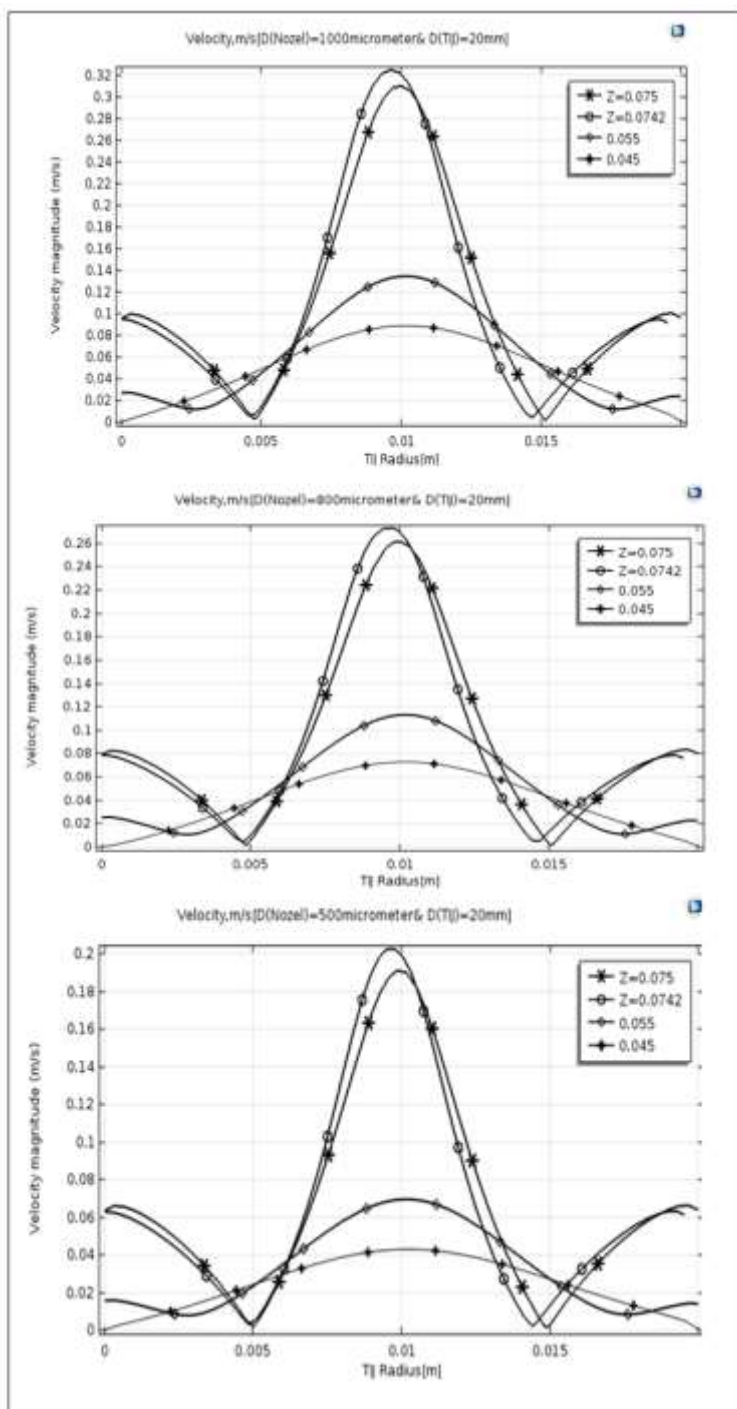 Velocity,m/s|D(Nozel)=1000micrometer& D(TIJ)=20mm|
0.32
0.3
0.28
0.26
0.24
0.22
0.2
0.18
0.16
0.14
0.12
0.1
0.08
0.06
0.04
0.02
0
Velocity magnitude (m/s)
Z=0.075
Z=0.0742
0.055
0.045
0 0.005 0.01 0.015
TIJ Radius[m]
Velocity,m/s|D(Nozel)=800micrometer& D(TIJ)=20mm|
0.26
0.24
0.22
0.2
0.18
0.16
0.14
0.12
0.1
0.08
0.06
0.04
0.02
0
Velocity magnitude (m/s)
Z=0.075
Z=0.0742
0.055
0.045
0 0.005 0.01 0.015
TIJ Radius[m]
Velocity,m/s|D(Nozel)=500micrometer& D(TIJ)=20mm|
0.2
0.18
0.16
0.14
0.12
0.1
0.08
0.06
0.04
0.02
0
Velocity magnitude (m/s)
Z=0.075
Z=0.0742
0.055
0.045
0 0.005 0.01 0.015
TIJ Radius[m]